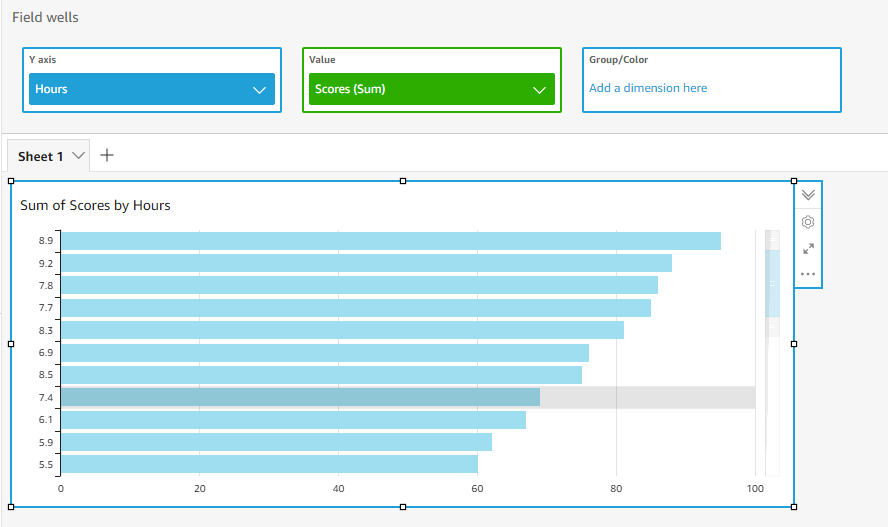 Field wells
Y axis
Hours
Value
Scores (Sum)
Group/Color
Add a dimension here
Sheet 1
Sum of Scores by Hours
8.9
9.2
7.8
7.7
8.3
6.9
8.5
7.4
6.1
5.9
5.5
0 20 40 60 80 100